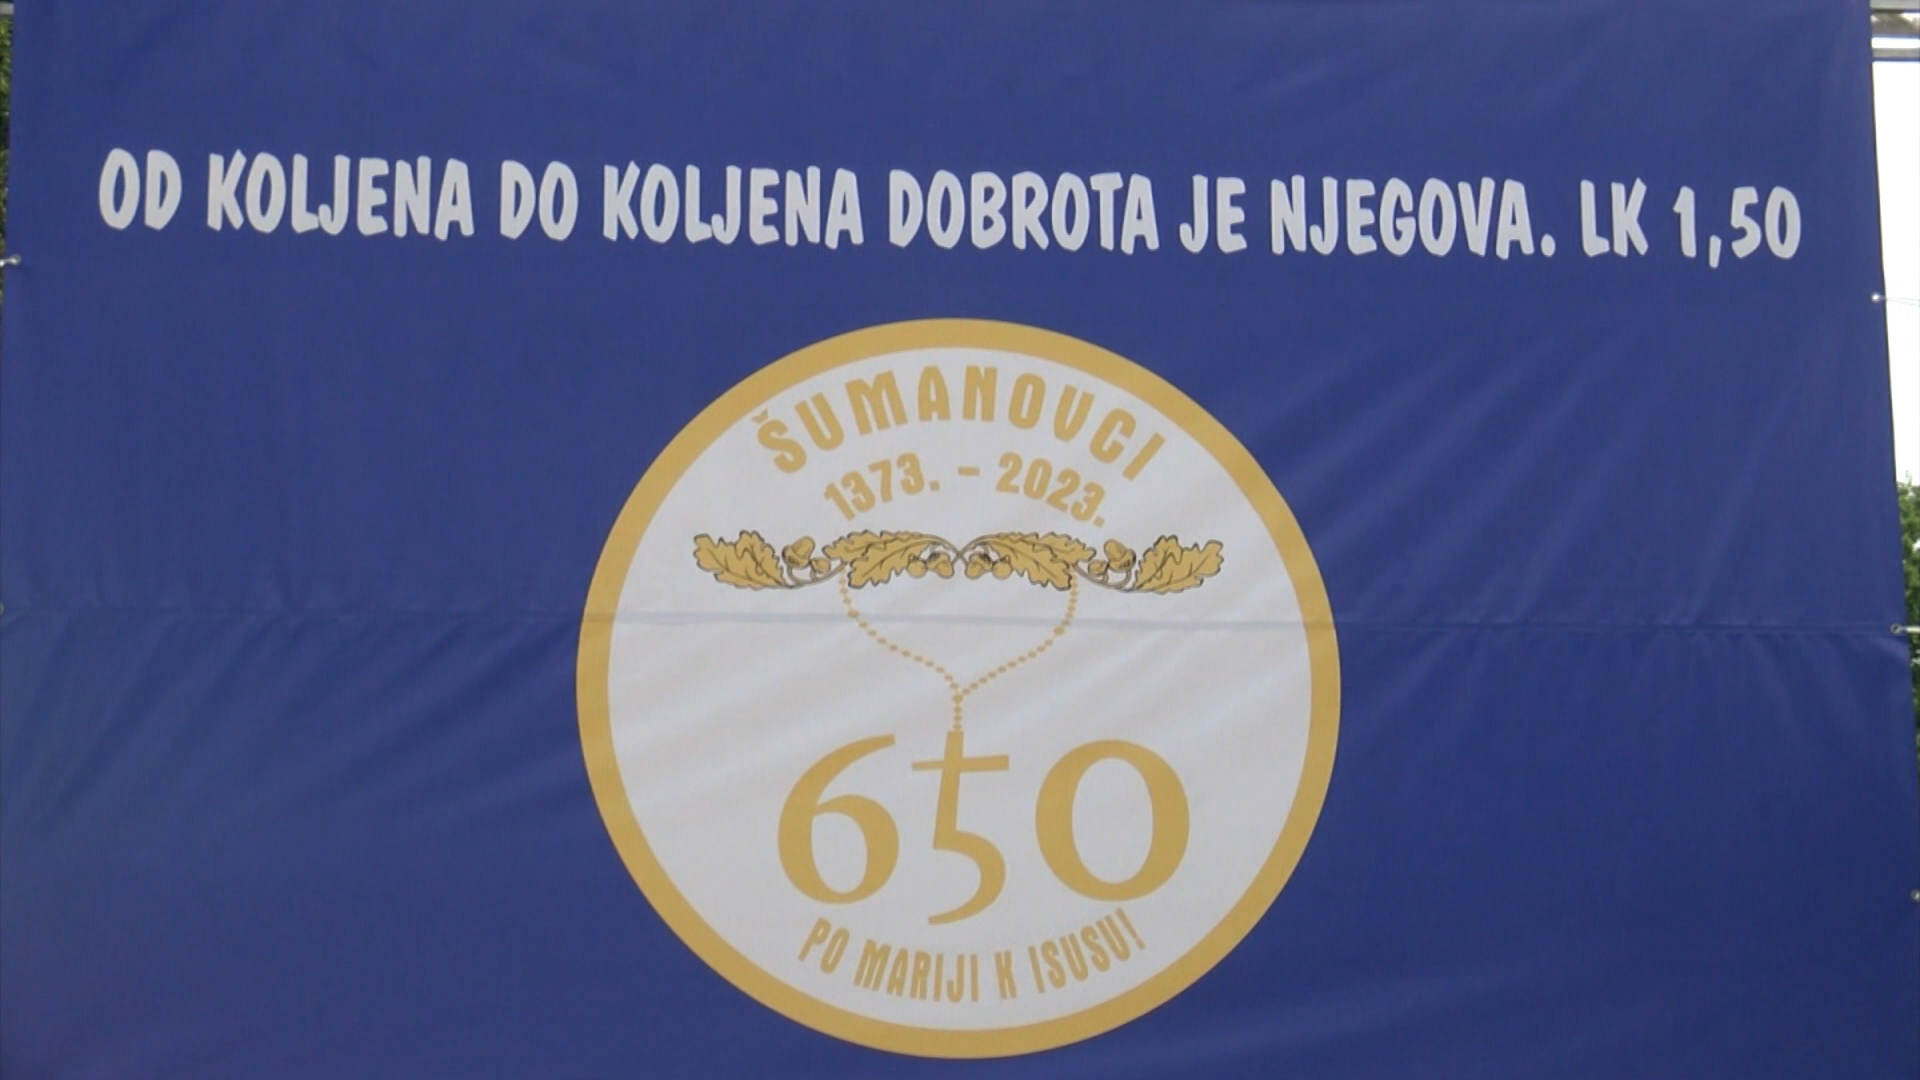 OD KOLJENA DO KOLJENA DOBROTA JE NJEGOVA. LK 1,50
ŠUMANOVCI
1373. - 2023.
650
PO MARIJI K ISUSU!